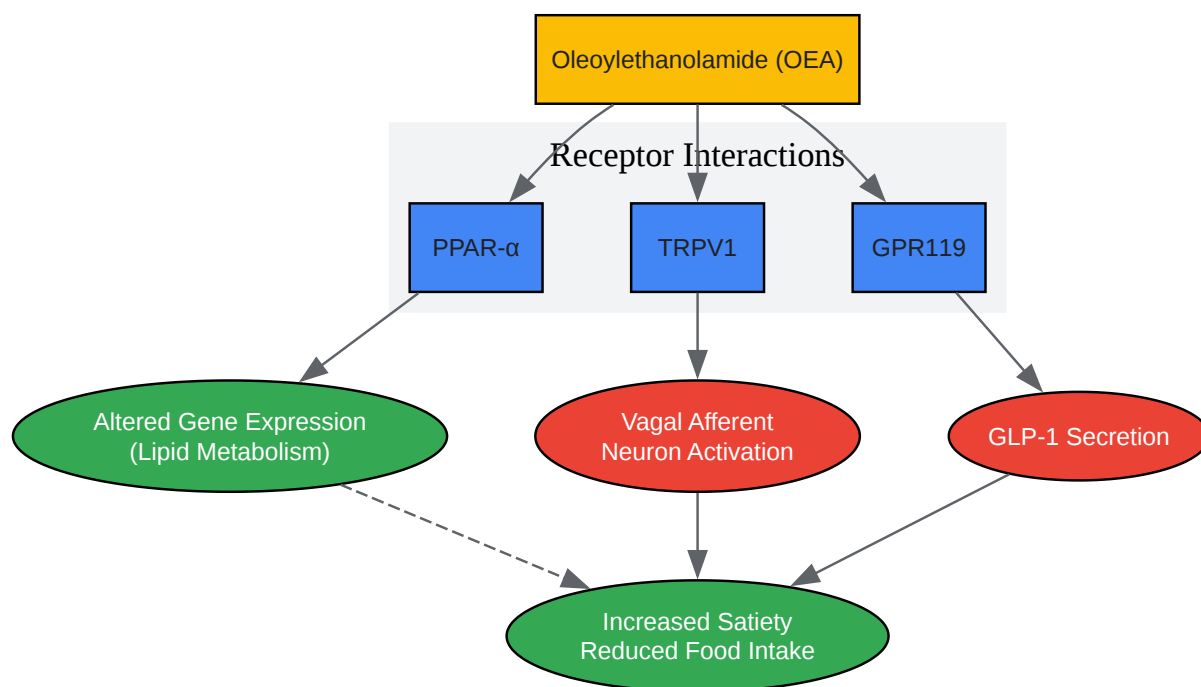 Oleoylethanolamide (OEA)
Receptor Interactions
PPAR-α
TRPV1
GPR119
Altered Gene Expression
(Lipid Metabolism)
Vagal Afferent
Neuron Activation
GLP-1 Secretion
Increased Satiety
Reduced Food Intake